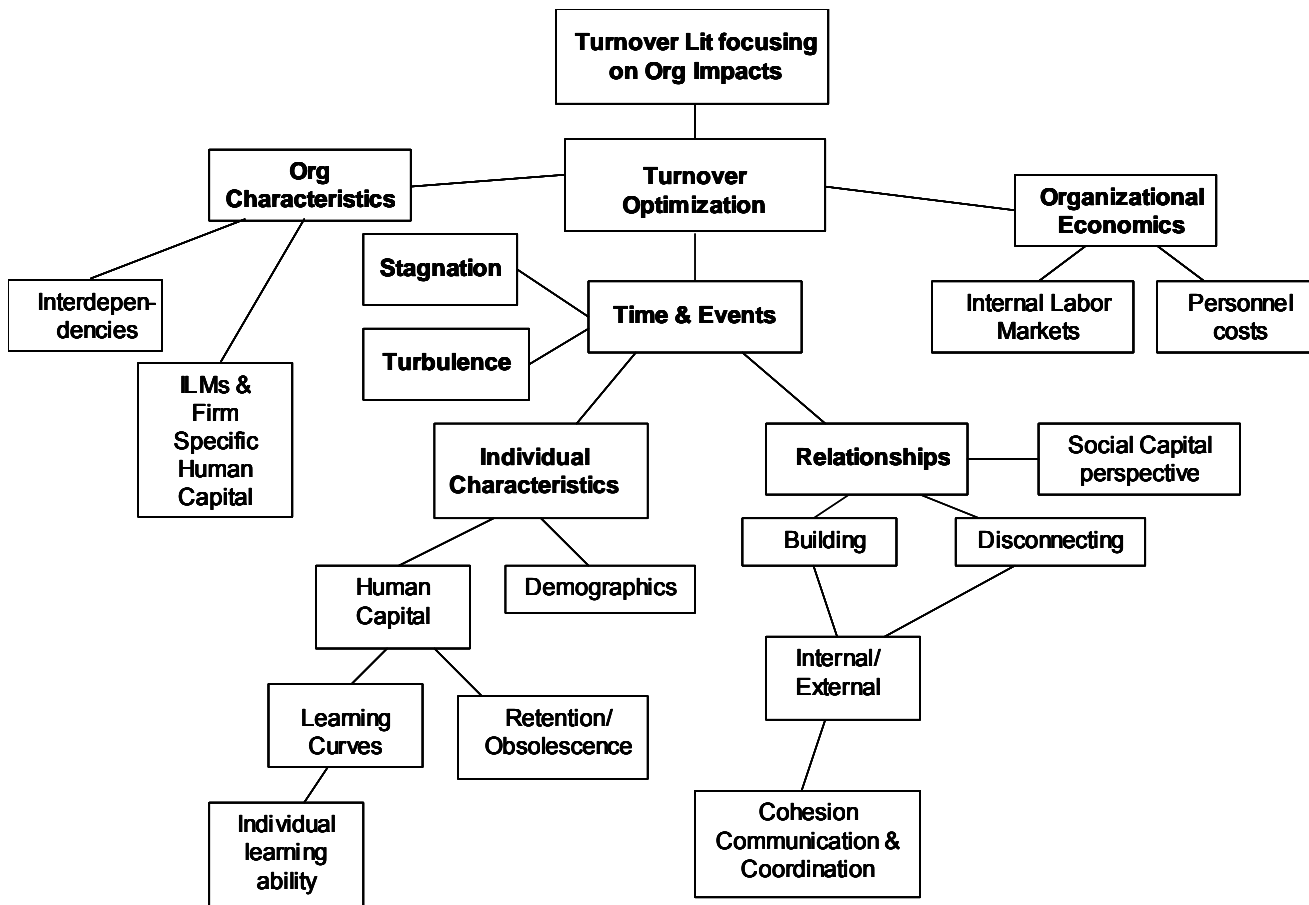 Turnover Lit focusing
on Org Impacts
Org
Characteristics
Turnover
Optimization
Organizational
Economics
Stagnation
Interdepen-
dencies
Time & Events
Internal Labor
Markets
Personnel
costs
Turbulence
ILMs &
Firm
Specific
Human
Capital
Individual
Characteristics
Relationships
Social Capital
perspective
Building
Disconnecting
Human
Capital
Demographics
Internal/
External
Learning
Curves
Retention/
Obsolescence
Individual
learning
ability
Cohesion
Communication &
Coordination